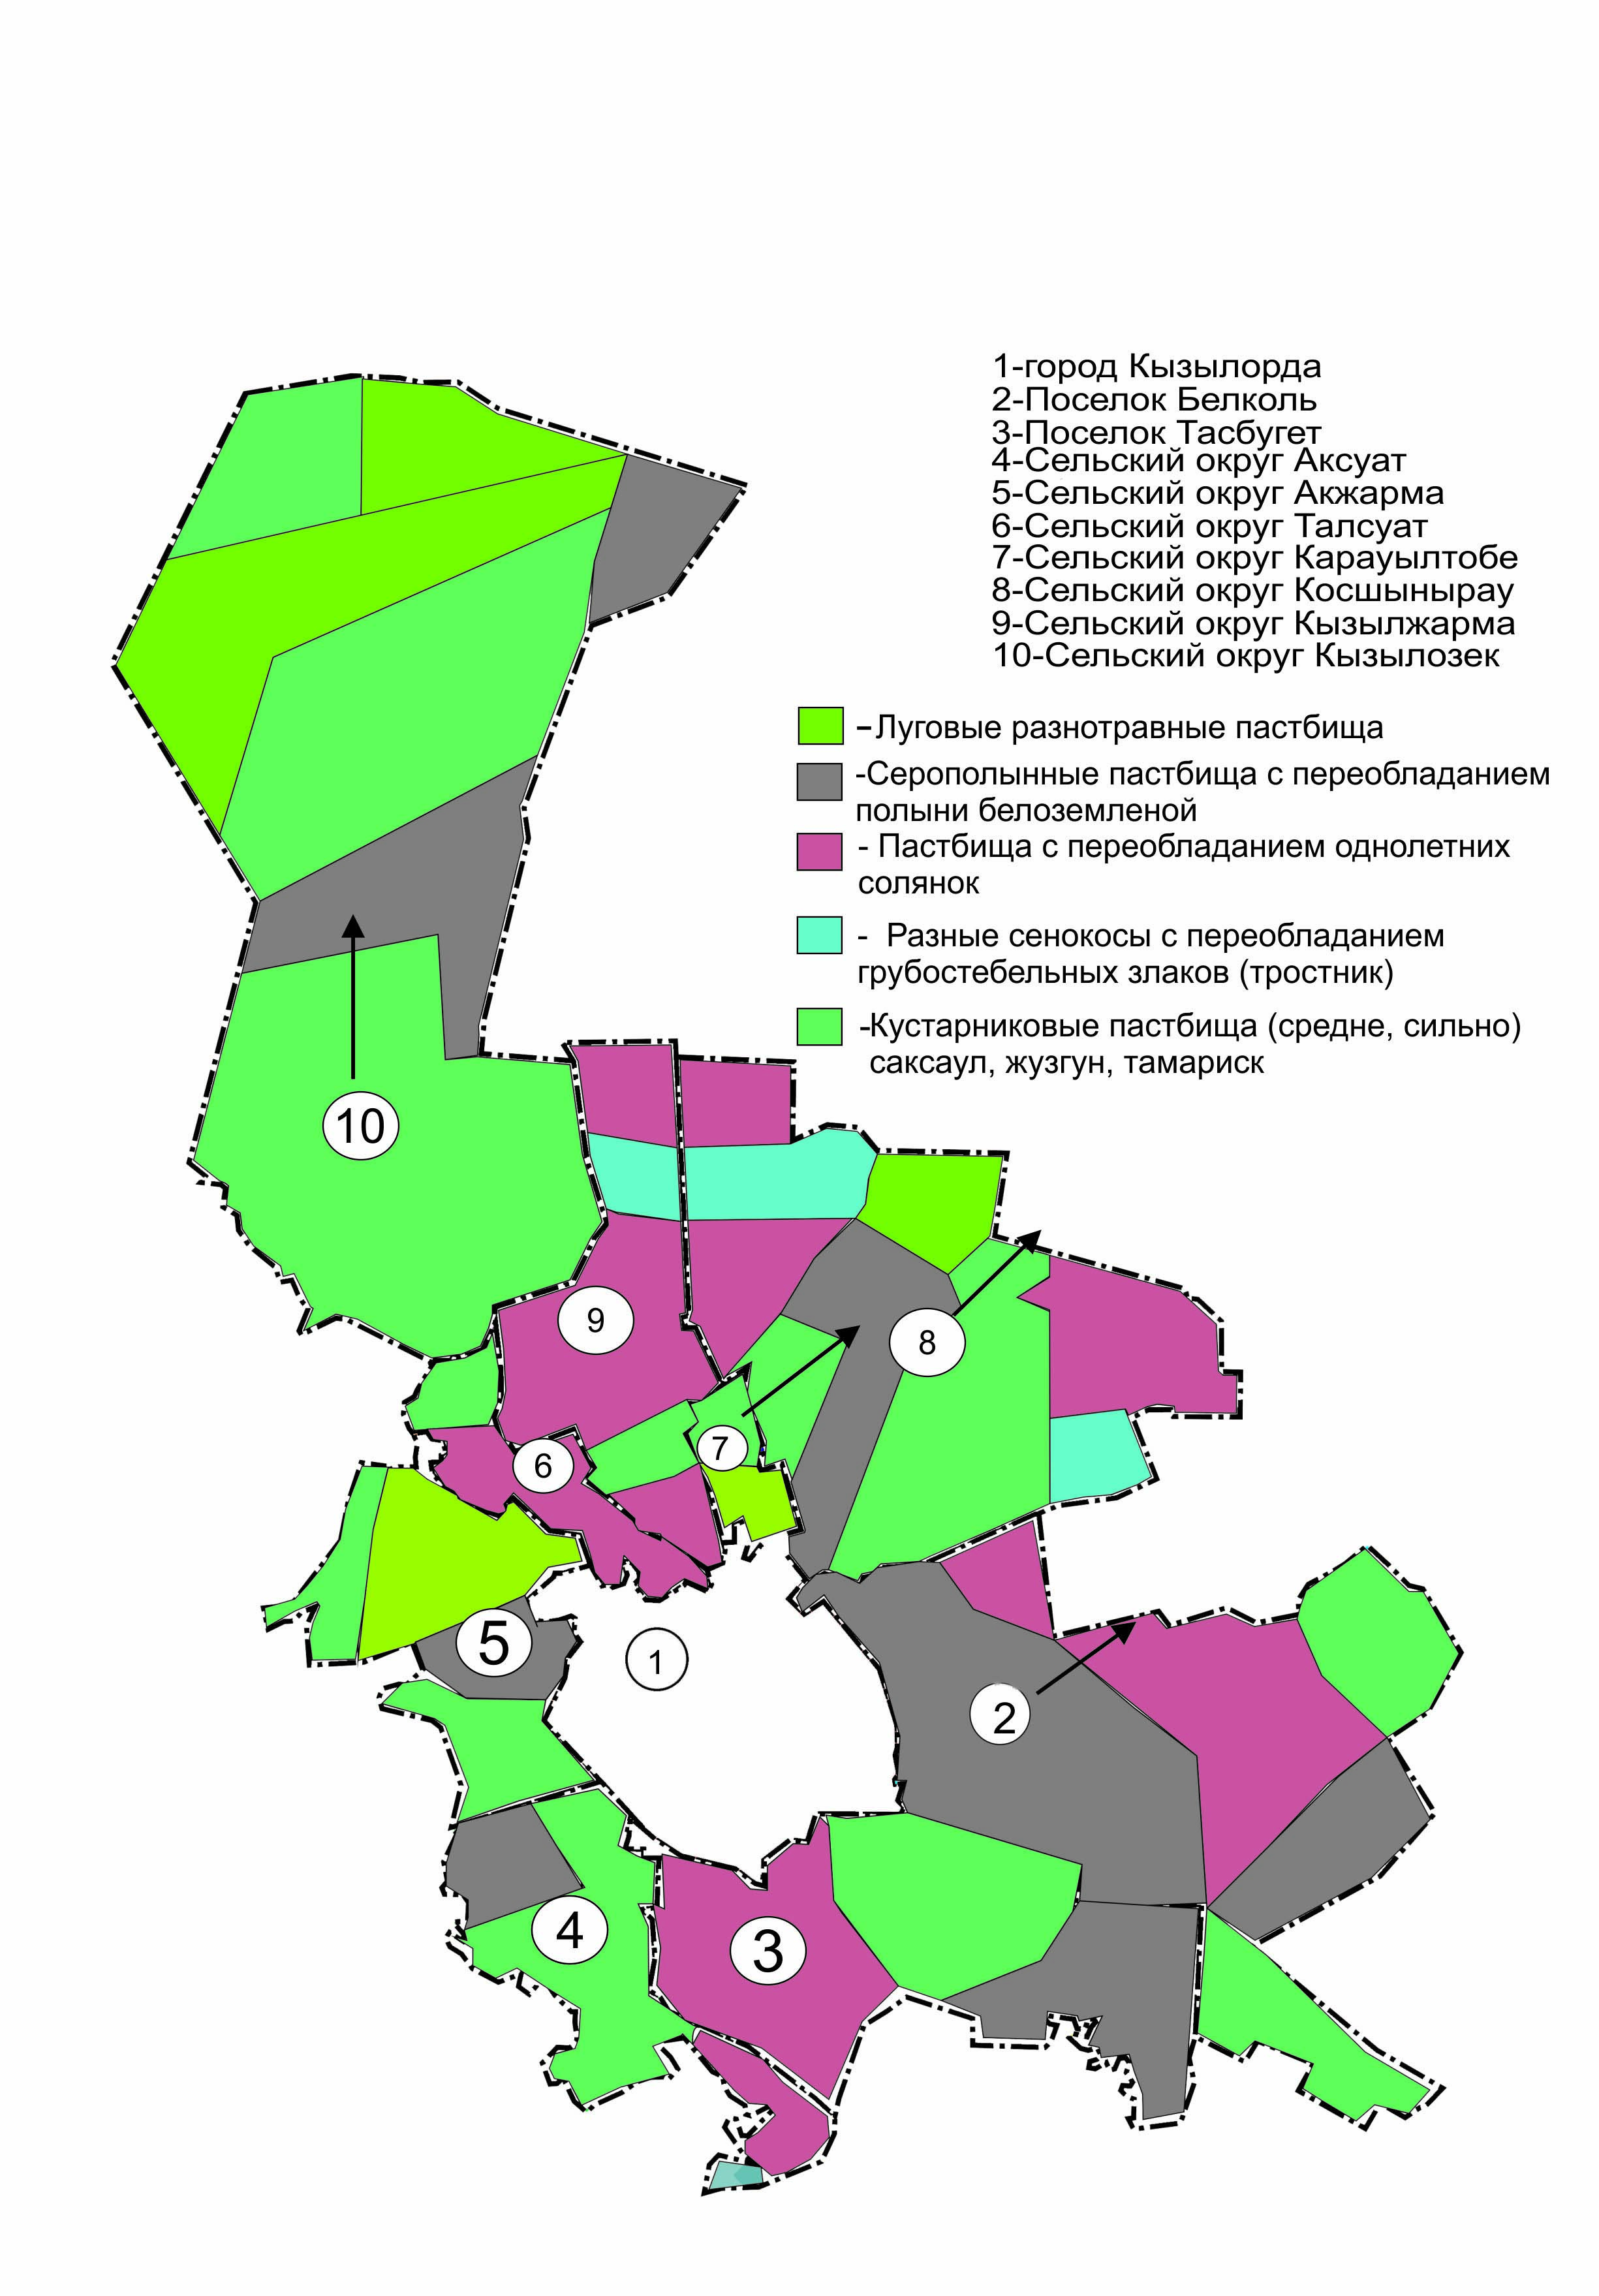 1-город Кызылорда
2-Поселок Белколь
3-Поселок Тасбугет
4-Сельский округ Аксуат
5-Сельский округ Акжарма
6-Сельский округ Талсуат
7-Сельский округ Карауылтобе
8-Сельский округ Косшынырау
9-Сельский округ Кызылжарма
10-Сельский округ Кызылозек
-Луговые разнотравные пастбища
-Серополынные пастбища с переобладанием
полыни белоземленой
- Пастбища с переобладанием однолетних
солянок
- Разные сенокосы с переобладанием
грубостебельных злаков (тростник)
-Кустарниковые пастбища (средне, сильно)
саксаул, жузгун, тамариск
10
9
8
7
6
5
1
2
4
3